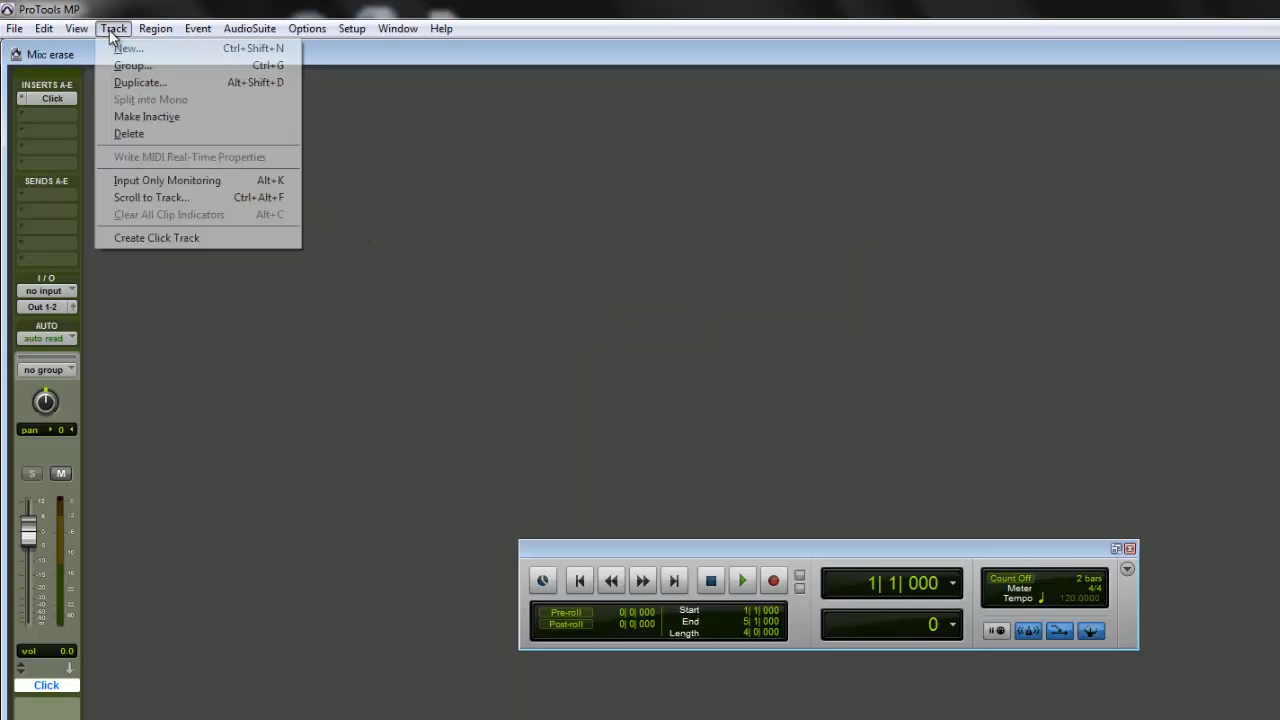 ProTools MP
File Edit View Track Region Event AudioSuite Options Setup Window Help
Mix: erase
New... Ctrl+Shift+N
Group... Ctrl+G
Duplicate... Alt+Shift+D
Split into Mono
Make Inactive
Delete
Write MIDI Real-Time Properties
Input Only Monitoring Alt+K
Scroll to Track... Ctrl+Alt+F
Clear All Clip Indicators Alt+C
Create Click Track
INSERTS A-E
Click
SENDS A-E
I / O
no input
Out 1-2
AUTO
auto read
no group
pan 0
S M
vol 0.0
Click
1| 1| 000
0
Pre-roll 0| 0| 000
Post-roll 0| 0| 000
Start 1| 1| 000
End 5| 1| 000
Length 4| 0| 000
Count Off 2 bars
Meter 4/4
Tempo 120.0000